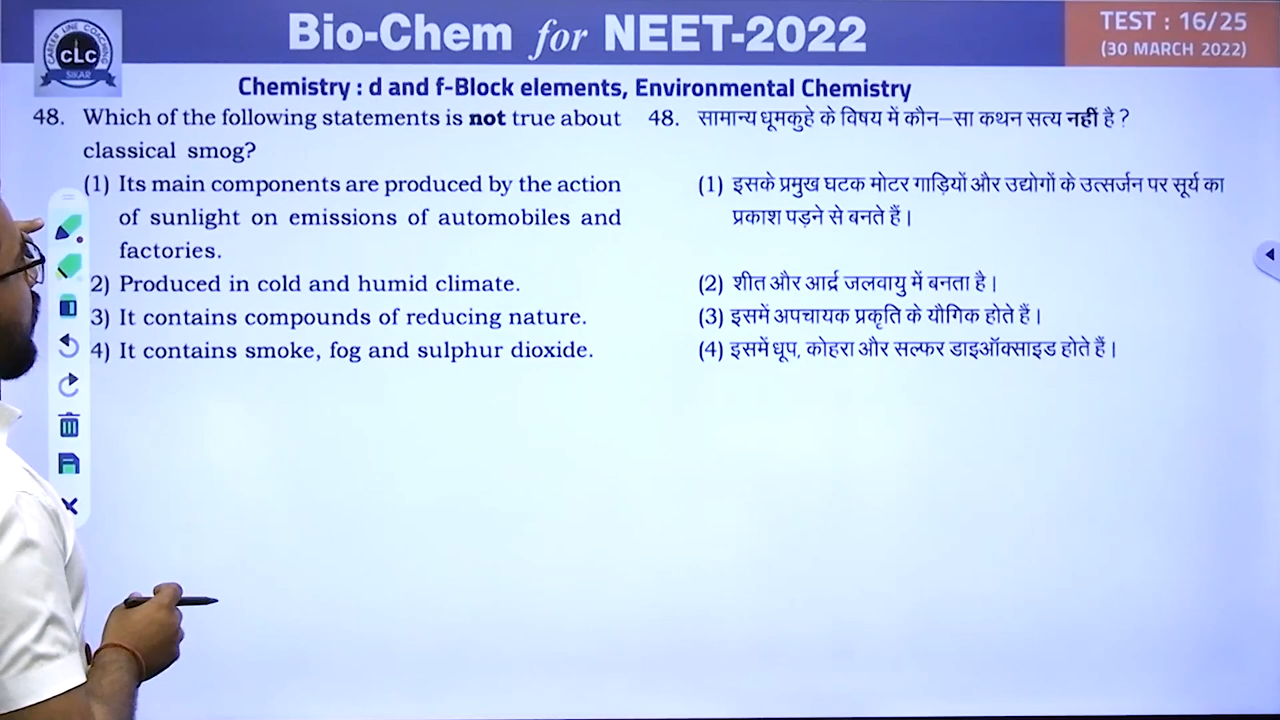 Bio-Chem for NEET-2022
TEST : 16/25
(30 MARCH 2022)
CAREER LINE COACHING
CLC
SIKAR
Chemistry : d and f-Block elements, Environmental Chemistry
48. Which of the following statements is not true about
classical smog?
(1) Its main components are produced by the action
of sunlight on emissions of automobiles and
factories.
2) Produced in cold and humid climate.
3) It contains compounds of reducing nature.
4) It contains smoke, fog and sulphur dioxide.
48. सामान्य धूमकुहे के विषय में कौन–सा कथन सत्य नहीं है ?
(1) इसके प्रमुख घटक मोटर गाड़ियों और उद्योगों के उत्सर्जन पर सूर्य का
प्रकाश पड़ने से बनते हैं।
(2) शीत और आर्द्र जलवायु में बनता है।
(3) इसमें अपचायक प्रकृति के यौगिक होते हैं।
(4) इसमें धूप, कोहरा और सल्फर डाइऑक्साइड होते हैं।